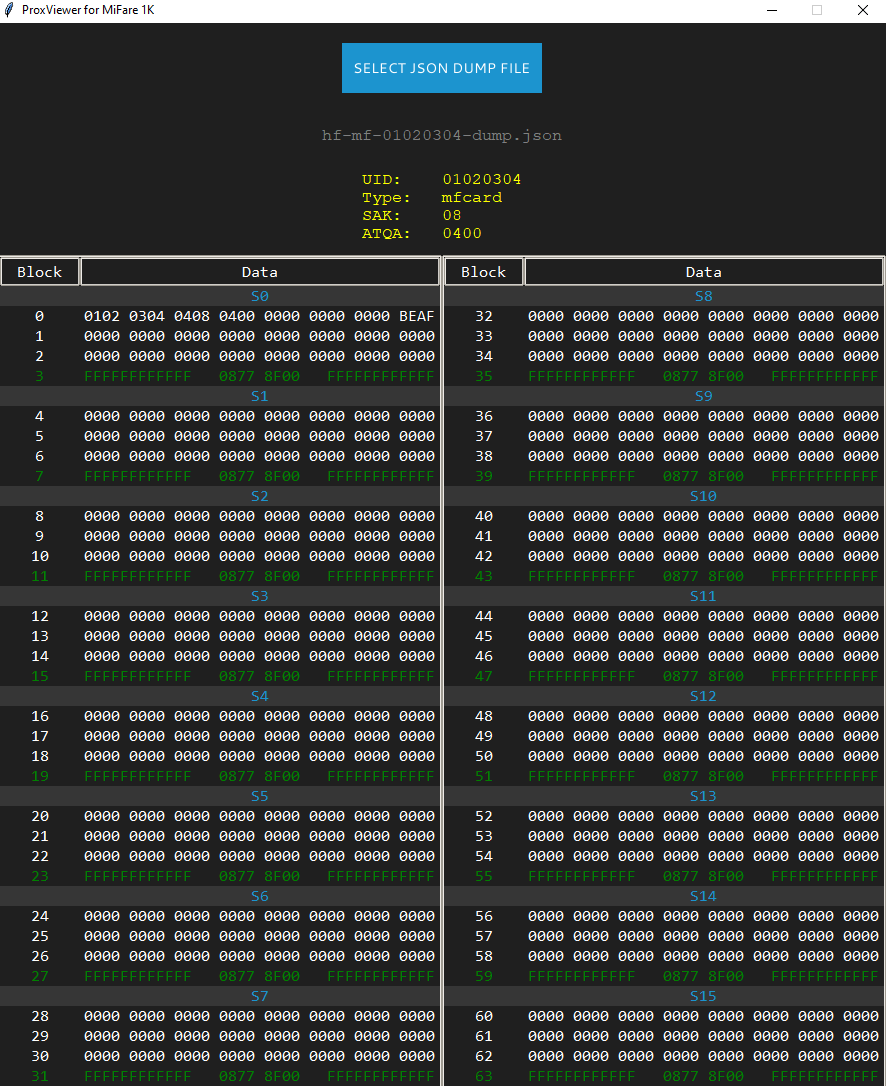 ProxViewer for MiFare 1K
SELECT JSON DUMP FILE
hf-mf-01020304-dump.json
UID: 01020304
Type: mfcard
SAK: 08
ATQA: 0400
Block Data
S0
0 0102 0304 0408 0400 0000 0000 0000 BEAF
1 0000 0000 0000 0000 0000 0000 0000 0000
2 0000 0000 0000 0000 0000 0000 0000 0000
3 FFFFFFFFFFFF 0877 8F00 FFFFFFFFFFFF
S1
4 0000 0000 0000 0000 0000 0000 0000 0000
5 0000 0000 0000 0000 0000 0000 0000 0000
6 0000 0000 0000 0000 0000 0000 0000 0000
7 FFFFFFFFFFFF 0877 8F00 FFFFFFFFFFFF
S2
8 0000 0000 0000 0000 0000 0000 0000 0000
9 0000 0000 0000 0000 0000 0000 0000 0000
10 0000 0000 0000 0000 0000 0000 0000 0000
11 FFFFFFFFFFFF 0877 8F00 FFFFFFFFFFFF
S3
12 0000 0000 0000 0000 0000 0000 0000 0000
13 0000 0000 0000 0000 0000 0000 0000 0000
14 0000 0000 0000 0000 0000 0000 0000 0000
15 FFFFFFFFFFFF 0877 8F00 FFFFFFFFFFFF
S4
16 0000 0000 0000 0000 0000 0000 0000 0000
17 0000 0000 0000 0000 0000 0000 0000 0000
18 0000 0000 0000 0000 0000 0000 0000 0000
19 FFFFFFFFFFFF 0877 8F00 FFFFFFFFFFFF
S5
20 0000 0000 0000 0000 0000 0000 0000 0000
21 0000 0000 0000 0000 0000 0000 0000 0000
22 0000 0000 0000 0000 0000 0000 0000 0000
23 FFFFFFFFFFFF 0877 8F00 FFFFFFFFFFFF
S6
24 0000 0000 0000 0000 0000 0000 0000 0000
25 0000 0000 0000 0000 0000 0000 0000 0000
26 0000 0000 0000 0000 0000 0000 0000 0000
27 FFFFFFFFFFFF 0877 8F00 FFFFFFFFFFFF
S7
28 0000 0000 0000 0000 0000 0000 0000 0000
29 0000 0000 0000 0000 0000 0000 0000 0000
30 0000 0000 0000 0000 0000 0000 0000 0000
31 FFFFFFFFFFFF 0877 8F00 FFFFFFFFFFFF
Block Data
S8
32 0000 0000 0000 0000 0000 0000 0000 0000
33 0000 0000 0000 0000 0000 0000 0000 0000
34 0000 0000 0000 0000 0000 0000 0000 0000
35 FFFFFFFFFFFF 0877 8F00 FFFFFFFFFFFF
S9
36 0000 0000 0000 0000 0000 0000 0000 0000
37 0000 0000 0000 0000 0000 0000 0000 0000
38 0000 0000 0000 0000 0000 0000 0000 0000
39 FFFFFFFFFFFF 0877 8F00 FFFFFFFFFFFF
S10
40 0000 0000 0000 0000 0000 0000 0000 0000
41 0000 0000 0000 0000 0000 0000 0000 0000
42 0000 0000 0000 0000 0000 0000 0000 0000
43 FFFFFFFFFFFF 0877 8F00 FFFFFFFFFFFF
S11
44 0000 0000 0000 0000 0000 0000 0000 0000
45 0000 0000 0000 0000 0000 0000 0000 0000
46 0000 0000 0000 0000 0000 0000 0000 0000
47 FFFFFFFFFFFF 0877 8F00 FFFFFFFFFFFF
S12
48 0000 0000 0000 0000 0000 0000 0000 0000
49 0000 0000 0000 0000 0000 0000 0000 0000
50 0000 0000 0000 0000 0000 0000 0000 0000
51 FFFFFFFFFFFF 0877 8F00 FFFFFFFFFFFF
S13
52 0000 0000 0000 0000 0000 0000 0000 0000
53 0000 0000 0000 0000 0000 0000 0000 0000
54 0000 0000 0000 0000 0000 0000 0000 0000
55 FFFFFFFFFFFF 0877 8F00 FFFFFFFFFFFF
S14
56 0000 0000 0000 0000 0000 0000 0000 0000
57 0000 0000 0000 0000 0000 0000 0000 0000
58 0000 0000 0000 0000 0000 0000 0000 0000
59 FFFFFFFFFFFF 0877 8F00 FFFFFFFFFFFF
S15
60 0000 0000 0000 0000 0000 0000 0000 0000
61 0000 0000 0000 0000 0000 0000 0000 0000
62 0000 0000 0000 0000 0000 0000 0000 0000
63 FFFFFFFFFFFF 0877 8F00 FFFFFFFFFFFF